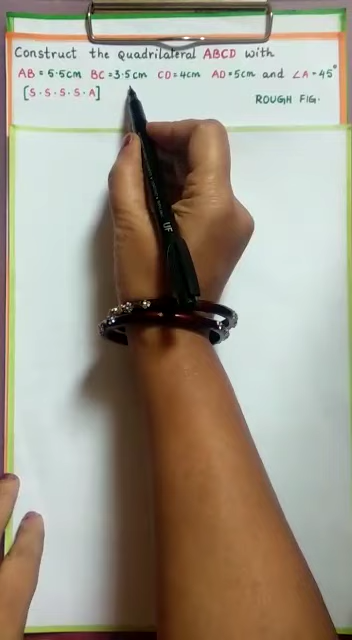 Construct the quadrilateral ABCD with
AB = 5.5cm BC = 3.5cm CD = 4cm AD = 5cm and ∠A = 45°
[S.S.S.S.A]
ROUGH FIG.
UF